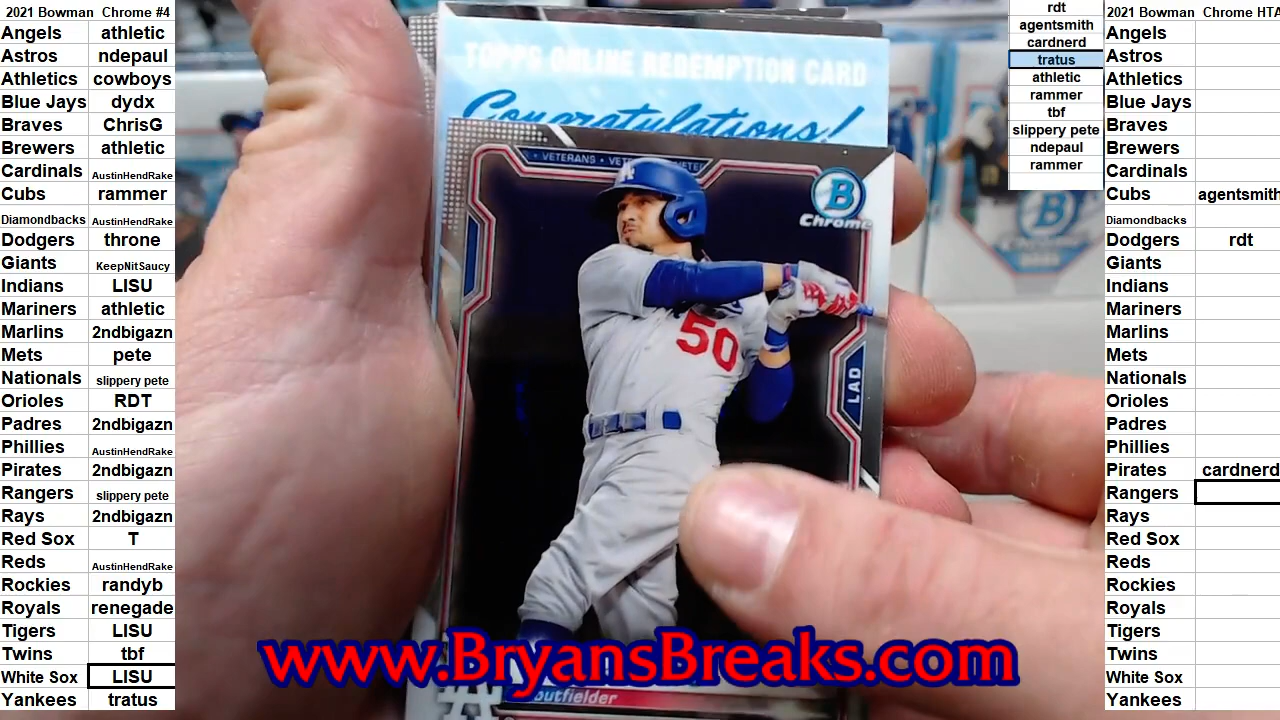 2021 Bowman Chrome #4
Angels athletic
Astros ndepaul
Athletics cowboys
Blue Jays dydx
Braves ChrisG
Brewers athletic
Cardinals AustinHendRake
Cubs rammer
Diamondbacks AustinHendRake
Dodgers throne
Giants KeepNitSaucy
Indians LISU
Mariners athletic
Marlins 2ndbigazn
Mets pete
Nationals slippery pete
Orioles RDT
Padres 2ndbigazn
Phillies AustinHendRake
Pirates 2ndbigazn
Rangers slippery pete
Rays 2ndbigazn
Red Sox T
Reds AustinHendRake
Rockies randyb
Royals renegade
Tigers LISU
Twins tbf
White Sox LISU
Yankees tratus
TOPPS ONLINE REDEMPTION CARD
Congratulations!
• VETERANS •
B
Chrome
50
LAD
outfielder
www.BryansBreaks.com
rdt
agentsmith
cardnerd
tratus
athletic
rammer
tbf
slippery pete
ndepaul
rammer
2021 Bowman Chrome HTA
Angels
Astros
Athletics
Blue Jays
Braves
Brewers
Cardinals
Cubs agentsmith
Diamondbacks
Dodgers rdt
Giants
Indians
Mariners
Marlins
Mets
Nationals
Orioles
Padres
Phillies
Pirates cardnerd
Rangers
Rays
Red Sox
Reds
Rockies
Royals
Tigers
Twins
White Sox
Yankees